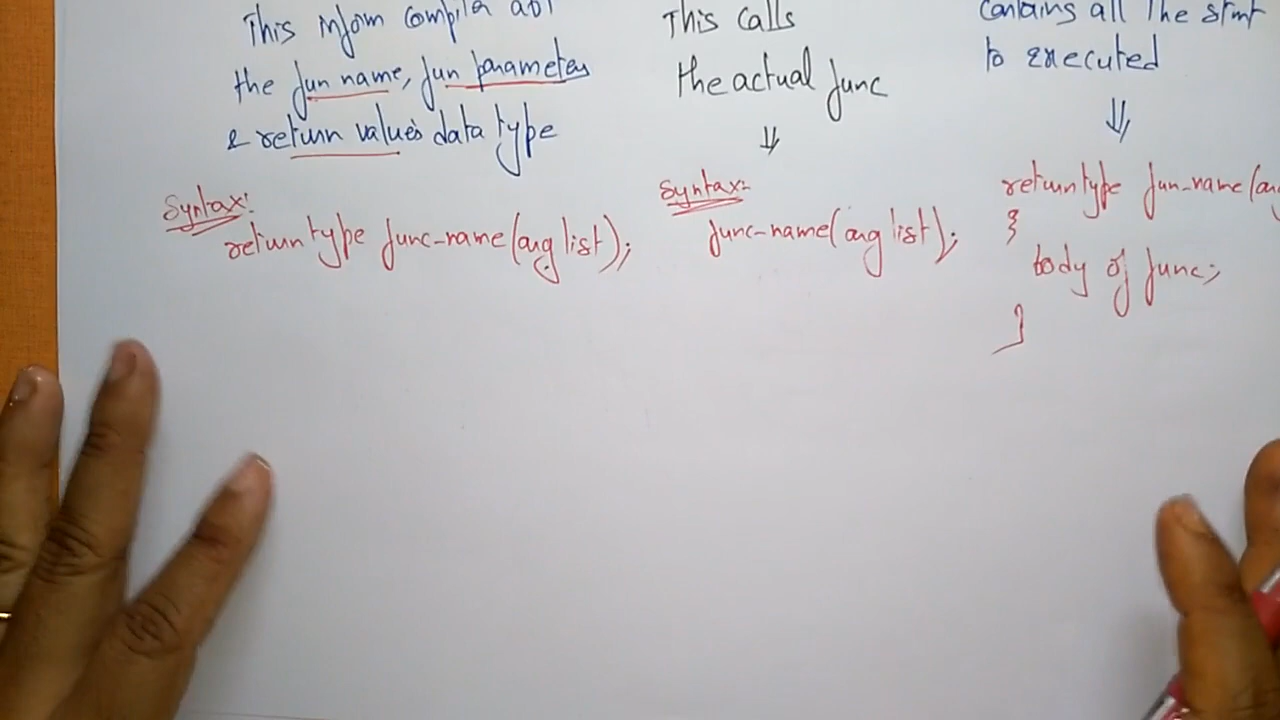 This inform compiler abt
the fun name, fun parameters
& return value's data type
Syntax:
return type func-name(arg list);
This calls
the actual func
Syntax:-
func-name(arg list);
Contains all the stmt
to executed
return type fun-name(
}
body of func;
}